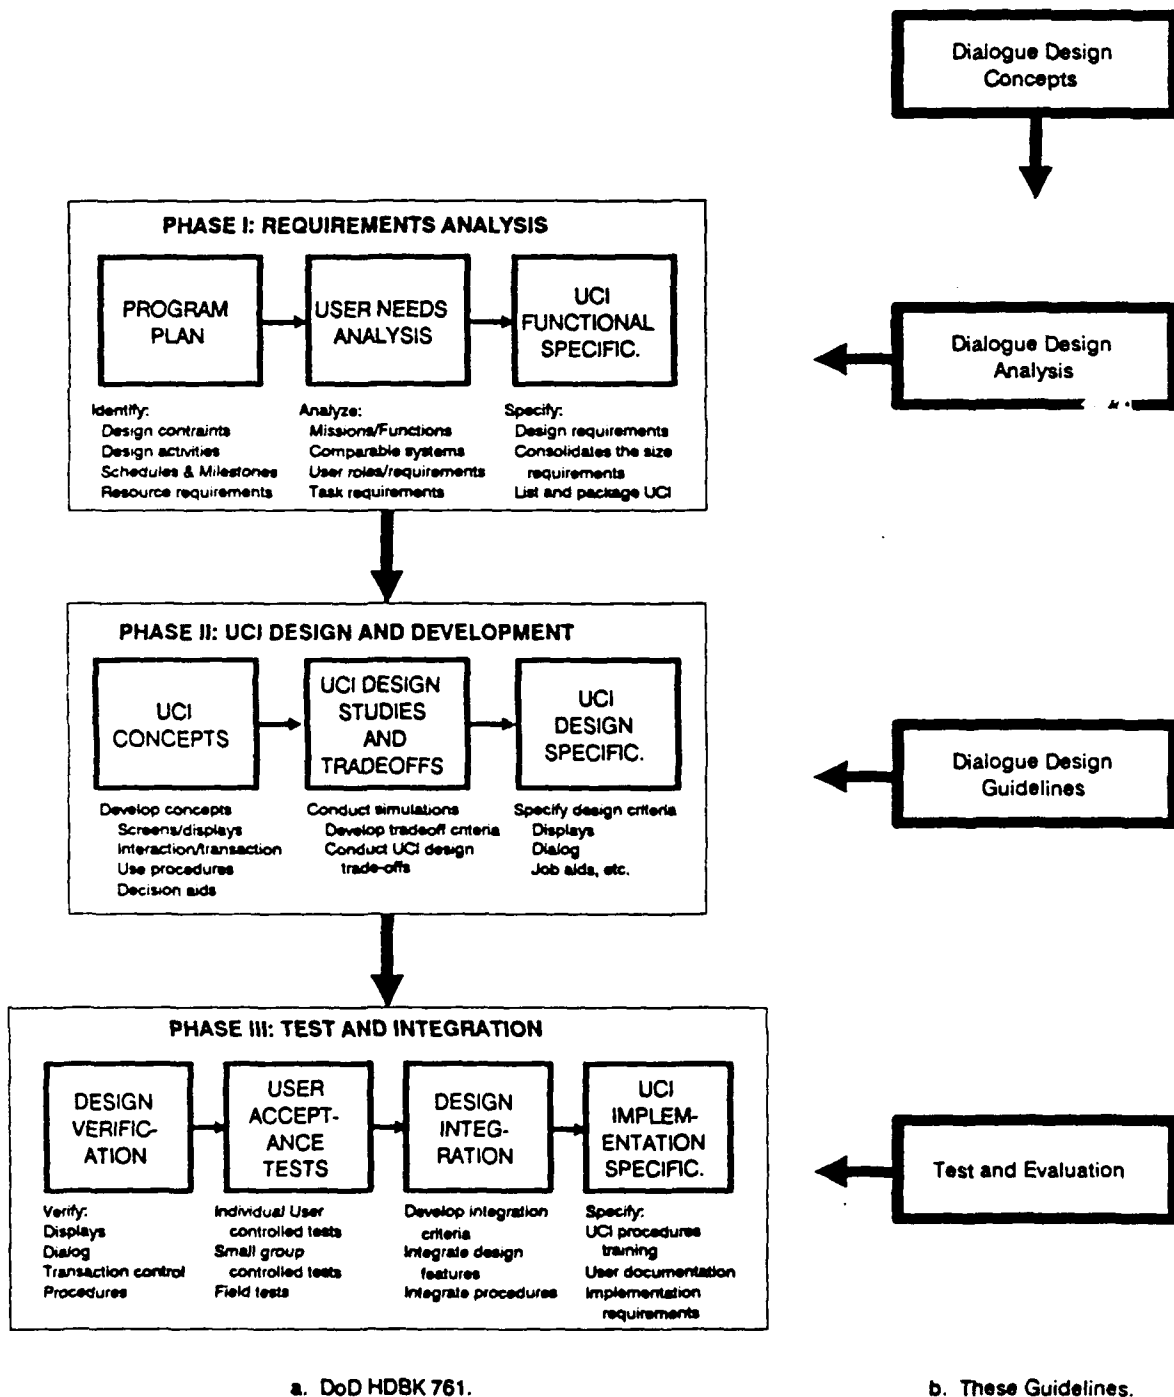 Dialogue Design
Concepts
PHASE I: REQUIREMENTS ANALYSIS
PROGRAM
PLAN
USER NEEDS
ANALYSIS
UCI
FUNCTIONAL
SPECIFIC.
Identify:
Design contraints
Design activities
Schedules & Milestones
Resource requirements
Analyze:
Missions/Functions
Comparable systems
User roles/requirements
Task requirements
Specify:
Design requirements
Consolidates the size
requirements
List and package UCI
Dialogue Design
Analysis
PHASE II: UCI DESIGN AND DEVELOPMENT
UCI
CONCEPTS
UCI DESIGN
STUDIES
AND
TRADEOFFS
UCI
DESIGN
SPECIFIC.
Develop concepts
Screens/displays
Interaction/transaction
Use procedures
Decision aids
Conduct simulations
Develop tradeoff criteria
Conduct UCI design
trade-offs
Specify design criteria
Displays
Dialog
Job aids, etc.
Dialogue Design
Guidelines
PHASE III: TEST AND INTEGRATION
DESIGN
VERIFIC-
ATION
USER
ACCEPT-
ANCE
TESTS
DESIGN
INTEG-
RATION
UCI
IMPLEM-
ENTATION
SPECIFIC.
Verify:
Displays
Dialog
Transaction control
Procedures
Individual User
controlled tests
Small group
controlled tests
Field tests
Develop integration
criteria
Integrate design
features
Integrate procedures
Specify:
UCI procedures
training
User documentation
Implementation
requirements
Test and Evaluation
a. DoD HDBK 761.
b. These Guidelines.